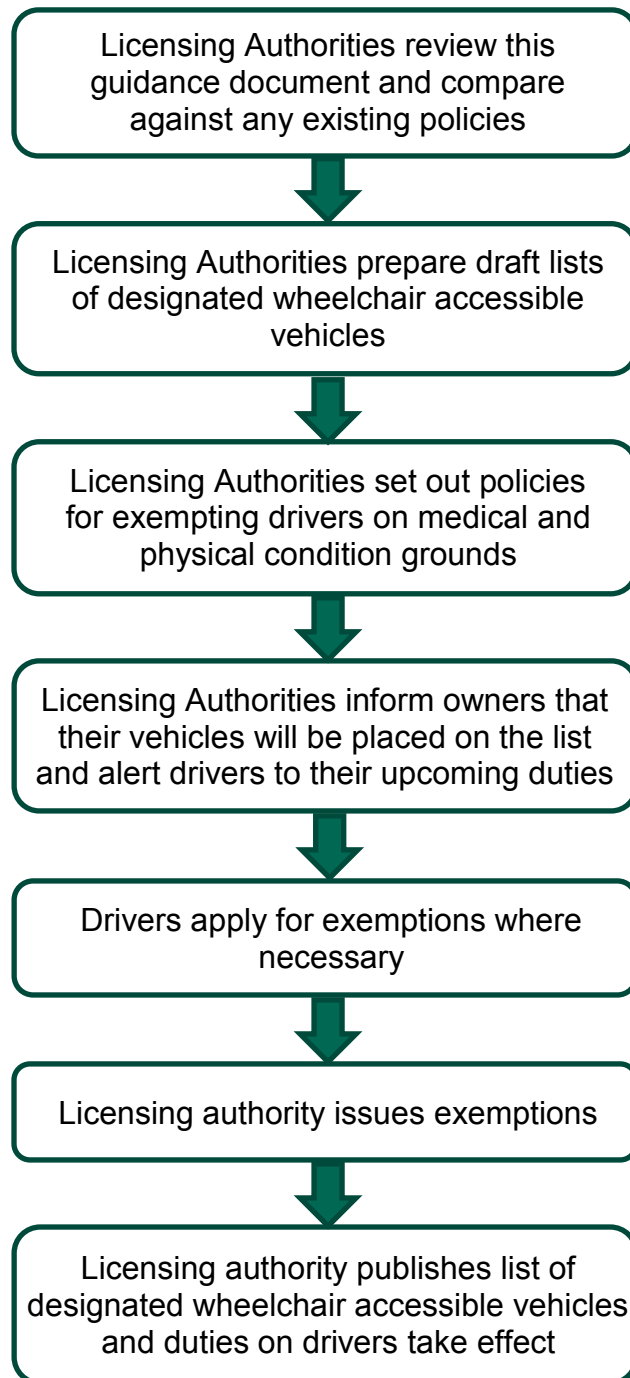 Licensing Authorities review this
guidance document and compare
against any existing policies
Licensing Authorities prepare draft lists
of designated wheelchair accessible
vehicles
Licensing Authorities set out policies
for exempting drivers on medical and
physical condition grounds
Licensing Authorities inform owners that
their vehicles will be placed on the list
and alert drivers to their upcoming duties
Drivers apply for exemptions where
necessary
Licensing authority issues exemptions
Licensing authority publishes list of
designated wheelchair accessible vehicles
and duties on drivers take effect